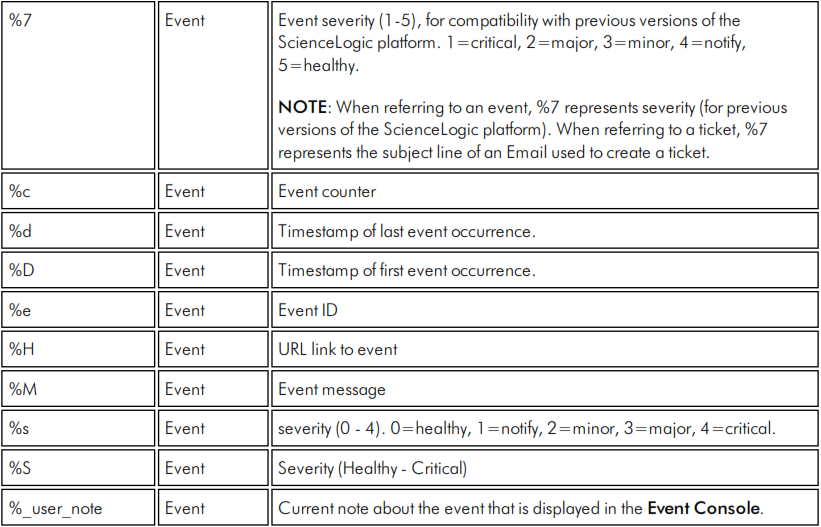 %7 Event Event severity (1-5), for compatibility with previous versions of the
ScienceLogic platform. 1=critical, 2=major, 3=minor, 4=notify,
5=healthy.
NOTE: When referring to an event, %7 represents severity (for previous
versions of the ScienceLogic platform). When referring to a ticket, %7
represents the subject line of an Email used to create a ticket.
%c Event Event counter
%d Event Timestamp of last event occurrence.
%D Event Timestamp of first event occurrence.
%e Event Event ID
%H Event URL link to event
%M Event Event message
%s Event severity (0 - 4). 0=healthy, 1=notify, 2=minor, 3=major, 4=critical.
%S Event Severity (Healthy - Critical)
%_user_note Event Current note about the event that is displayed in the Event Console.